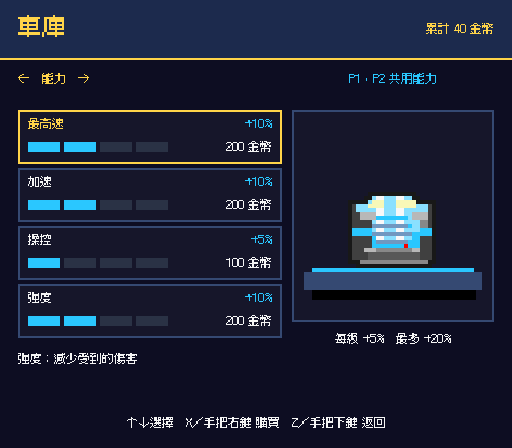 車庫
累計 40 金幣
← 能力 →
P1、P2 共用能力
最高速 +10%
200 金幣
加速 +10%
200 金幣
操控 +5%
100 金幣
強度 +10%
200 金幣
每級 +5% 最多 +20%
強度：減少受到的傷害
↑↓選擇 X／手把右鍵 購買 Z／手把下鍵 返回